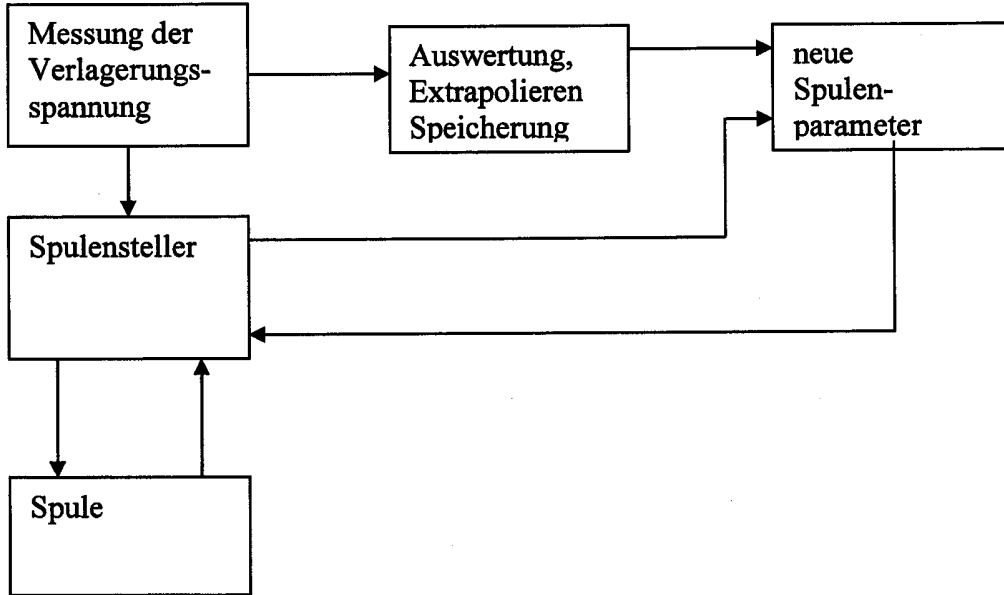 Messung der
Verlagerungs-
spannung
Auswertung,
Extrapolieren
Speicherung
neue
Spulen-
parameter
Spulensteller
Spule